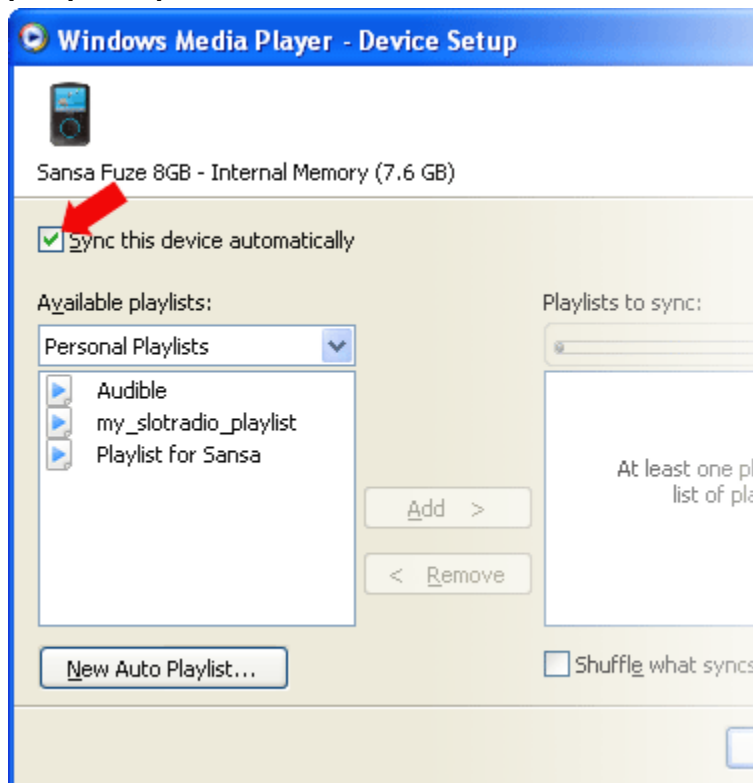 Windows Media Player - Device Setup
Sansa Fuze 8GB - Internal Memory (7.6 GB)
Sync this device automatically
Available playlists:
Playlists to sync:
Personal Playlists
Audible
my_slotradio_playlist
Playlist for Sansa
At least one
list of
Add >
< Remove
New Auto Playlist...
Shuffle what syncs